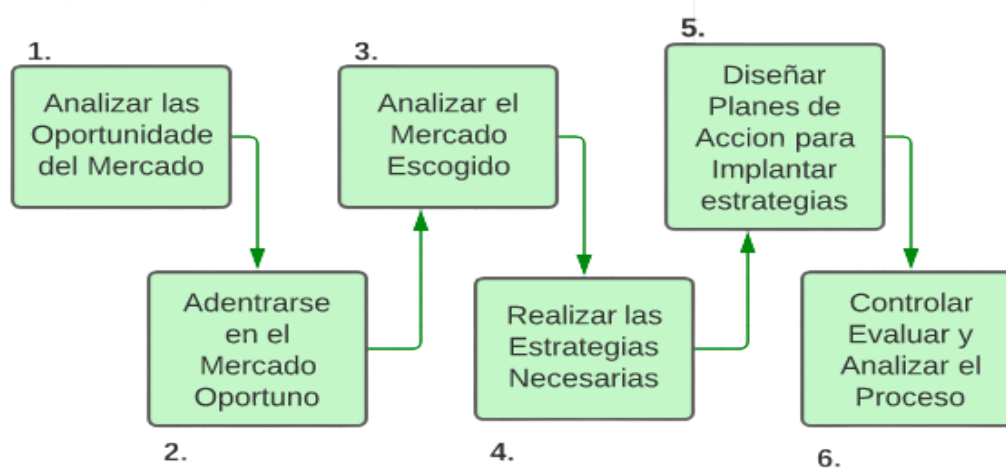 1.
Analizar las
Oportunidade
del Mercado
2.
Adentrarse
en el
Mercado
Oportuno
3.
Analizar el
Mercado
Escogido
4.
Realizar las
Estrategias
Necesarias
5.
Diseñar
Planes de
Accion para
Implantar
estrategias
6.
Controlar
Evaluar y
Analizar el
Proceso